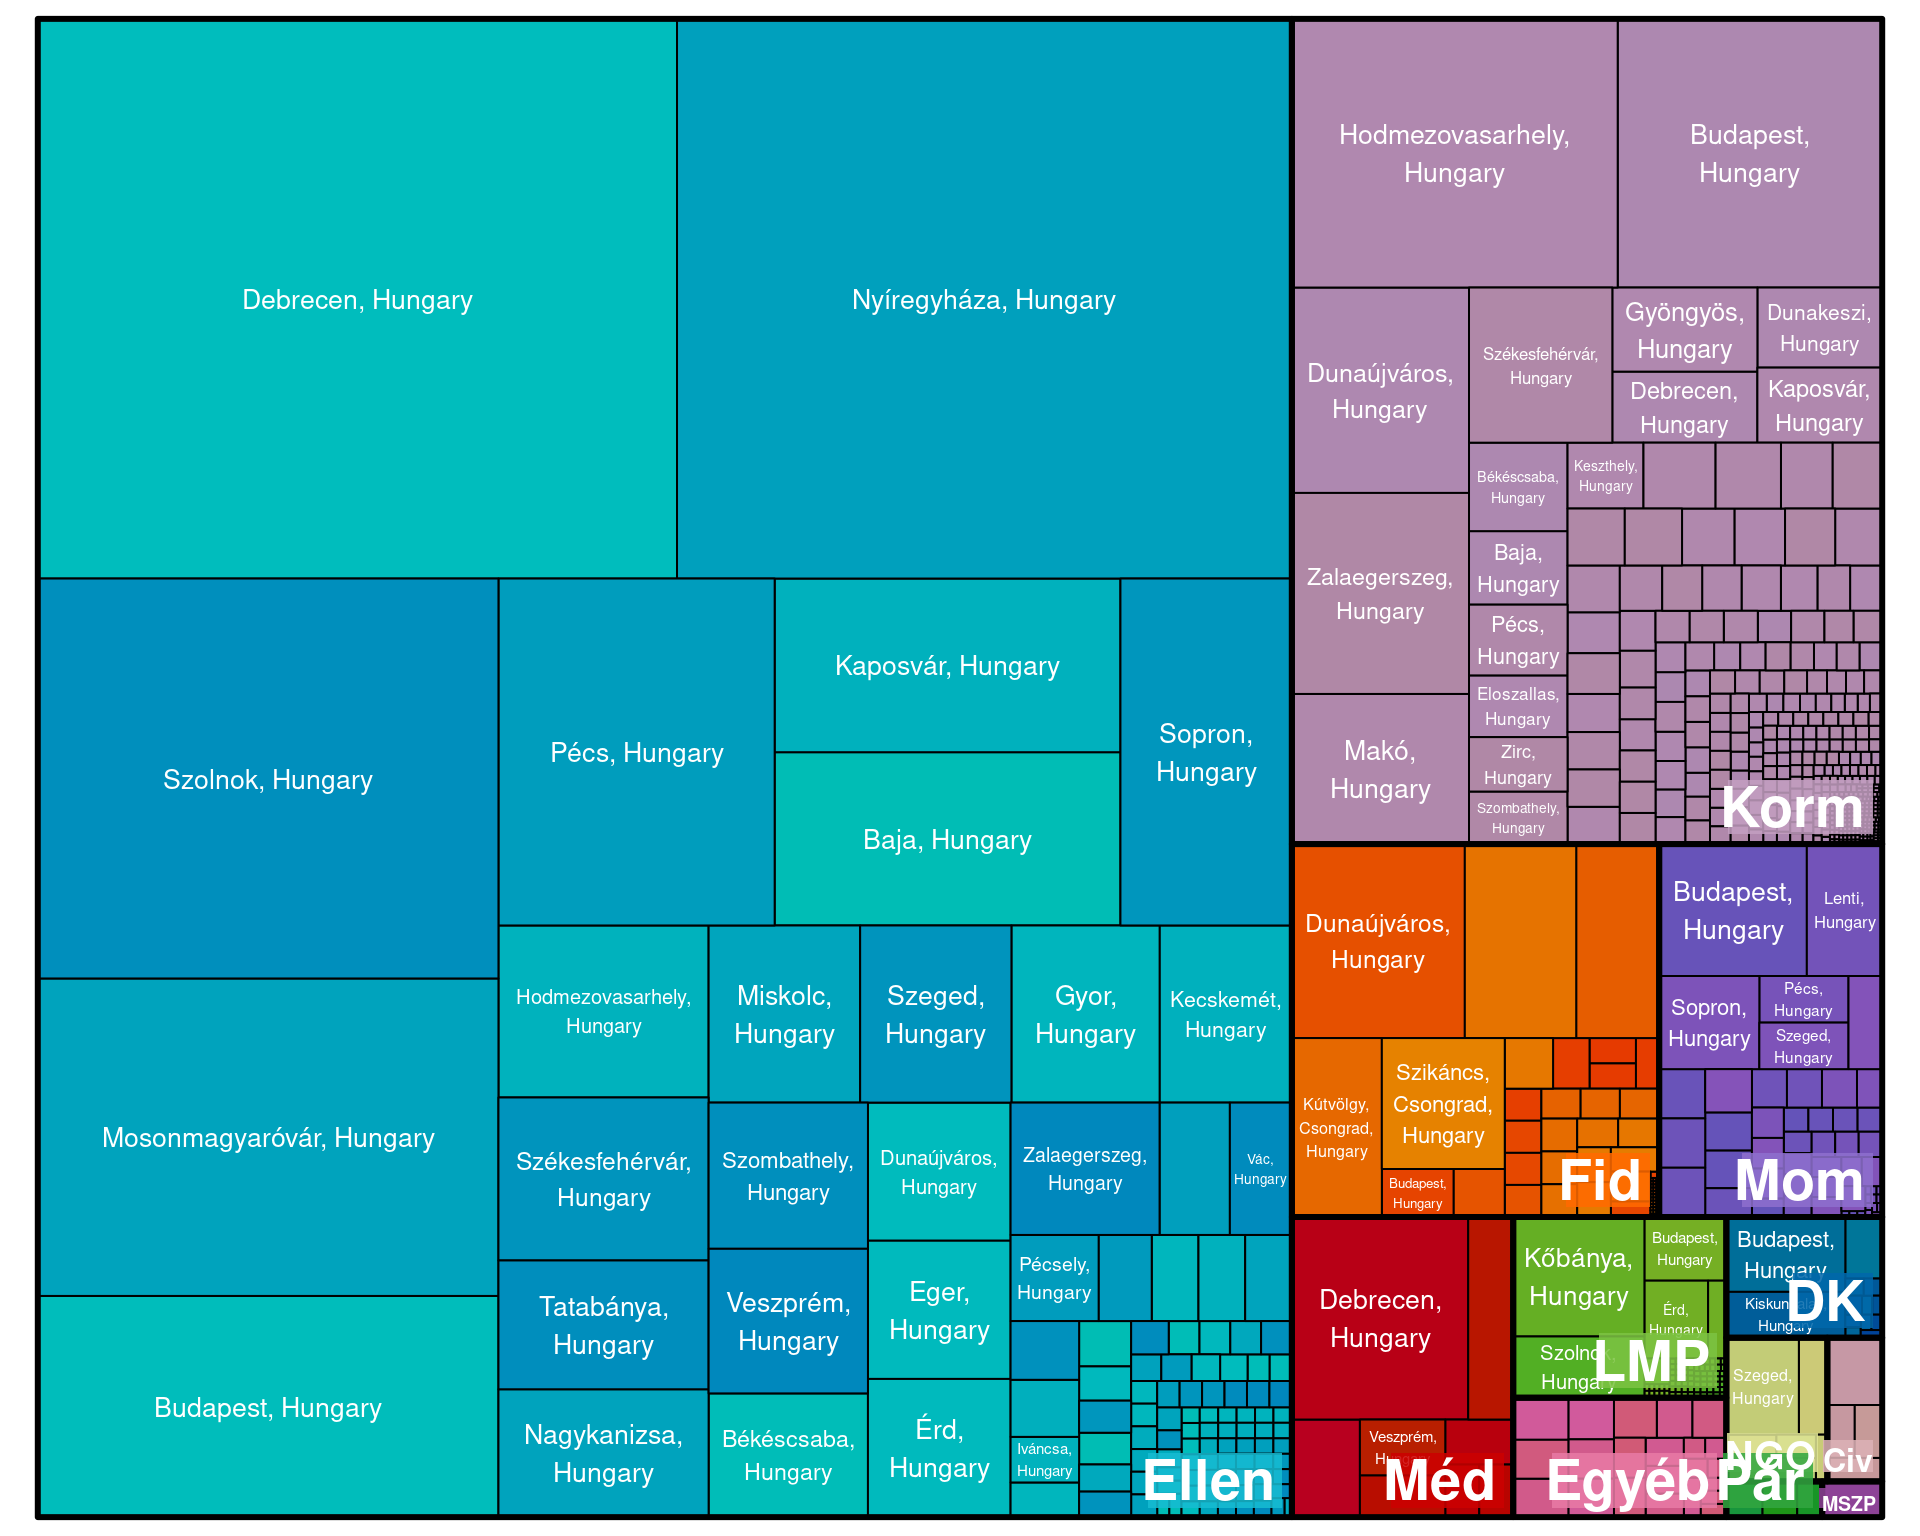 Debrecen, Hungary
Nyíregyháza, Hungary
Szolnok, Hungary
Mosonmagyaróvár, Hungary
Budapest, Hungary
Pécs, Hungary
Kaposvár, Hungary
Baja, Hungary
Sopron,
Hungary
Hodmezovasarhely,
Hungary
Miskolc,
Hungary
Szeged,
Hungary
Gyor,
Hungary
Kecskemét,
Hungary
Székesfehérvár,
Hungary
Tatabánya,
Hungary
Nagykanizsa,
Hungary
Szombathely,
Hungary
Veszprém,
Hungary
Békéscsaba,
Hungary
Dunaújváros,
Hungary
Eger,
Hungary
Érd,
Hungary
Zalaegerszeg,
Hungary
Vác,
Hungary
Pécsely,
Hungary
Iváncsa,
Hungary
Ellen
Hodmezovasarhely,
Hungary
Budapest,
Hungary
Dunaújváros,
Hungary
Zalaegerszeg,
Hungary
Makó,
Hungary
Székesfehérvár,
Hungary
Gyöngyös,
Hungary
Dunakeszi,
Hungary
Debrecen,
Hungary
Kaposvár,
Hungary
Békéscsaba,
Hungary
Keszthely,
Hungary
Baja,
Hungary
Pécs,
Hungary
Eloszallas,
Hungary
Zirc,
Hungary
Szombathely,
Hungary
Korm
Dunaújváros,
Hungary
Kútvölgy,
Csongrad,
Hungary
Szikáncs,
Csongrad,
Hungary
Budapest,
Hungary
Fid
Budapest,
Hungary
Lenti,
Hungary
Sopron,
Hungary
Pécs,
Hungary
Szeged,
Hungary
Mom
Debrecen,
Hungary
Veszprém,
Méd
Kőbánya,
Hungary
Budapest,
Hungary
Érd,
Hungary
Szolnok,
Hungary
LMP
Budapest,
Hungary
Hungary
DK
Szeged,
Hungary
NGO
Civ
Egyéb
Pár
MSZP